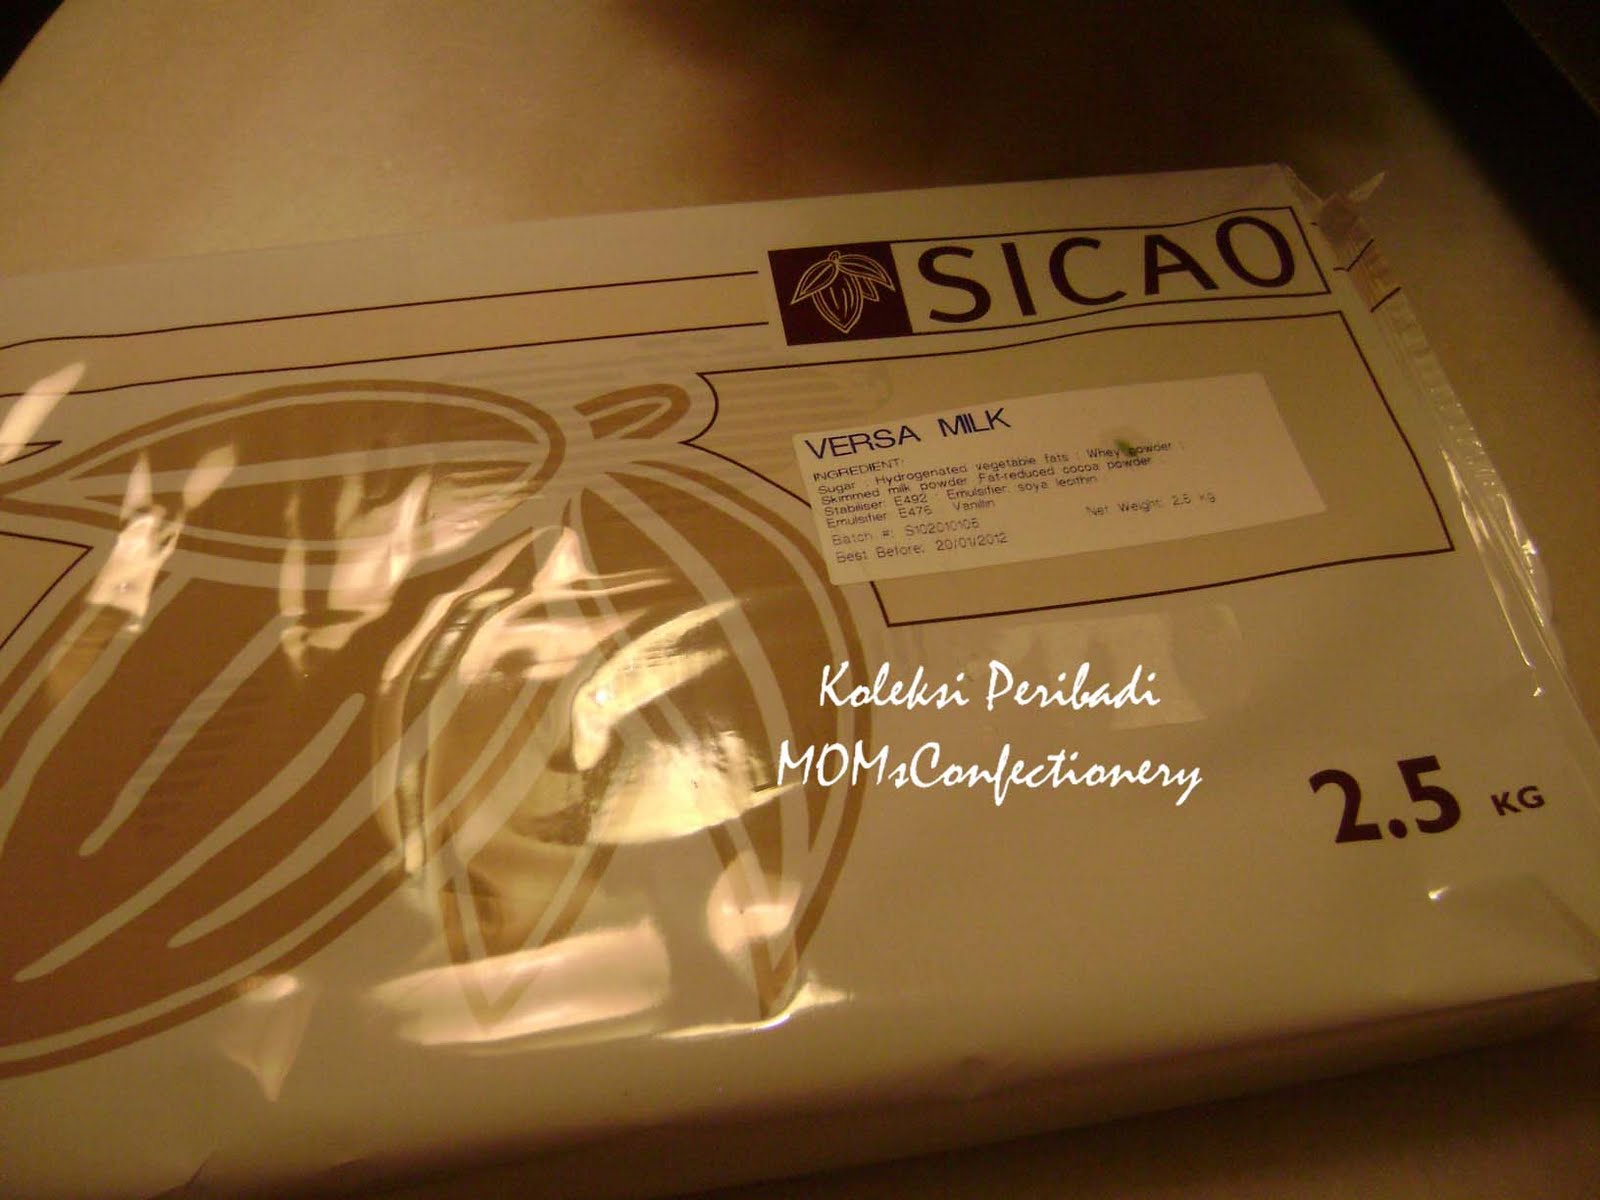 SICAO
VERSA MILK
INGREDIENT:
Sugar ; Hydrogenated vegetable fats ; Whey powder ;
Skimmed milk powder Fat-reduced cocoa powder ;
Stabiliser: E492 ; Emulsifier: soya lecithin
Emulsifier E476 Vanillin
Net Weight: 2.5 kg
Batch #: S102010106
Best Before: 20/01/2012
Koleksi Peribadi
MOMsConfectionery
2.5 KG